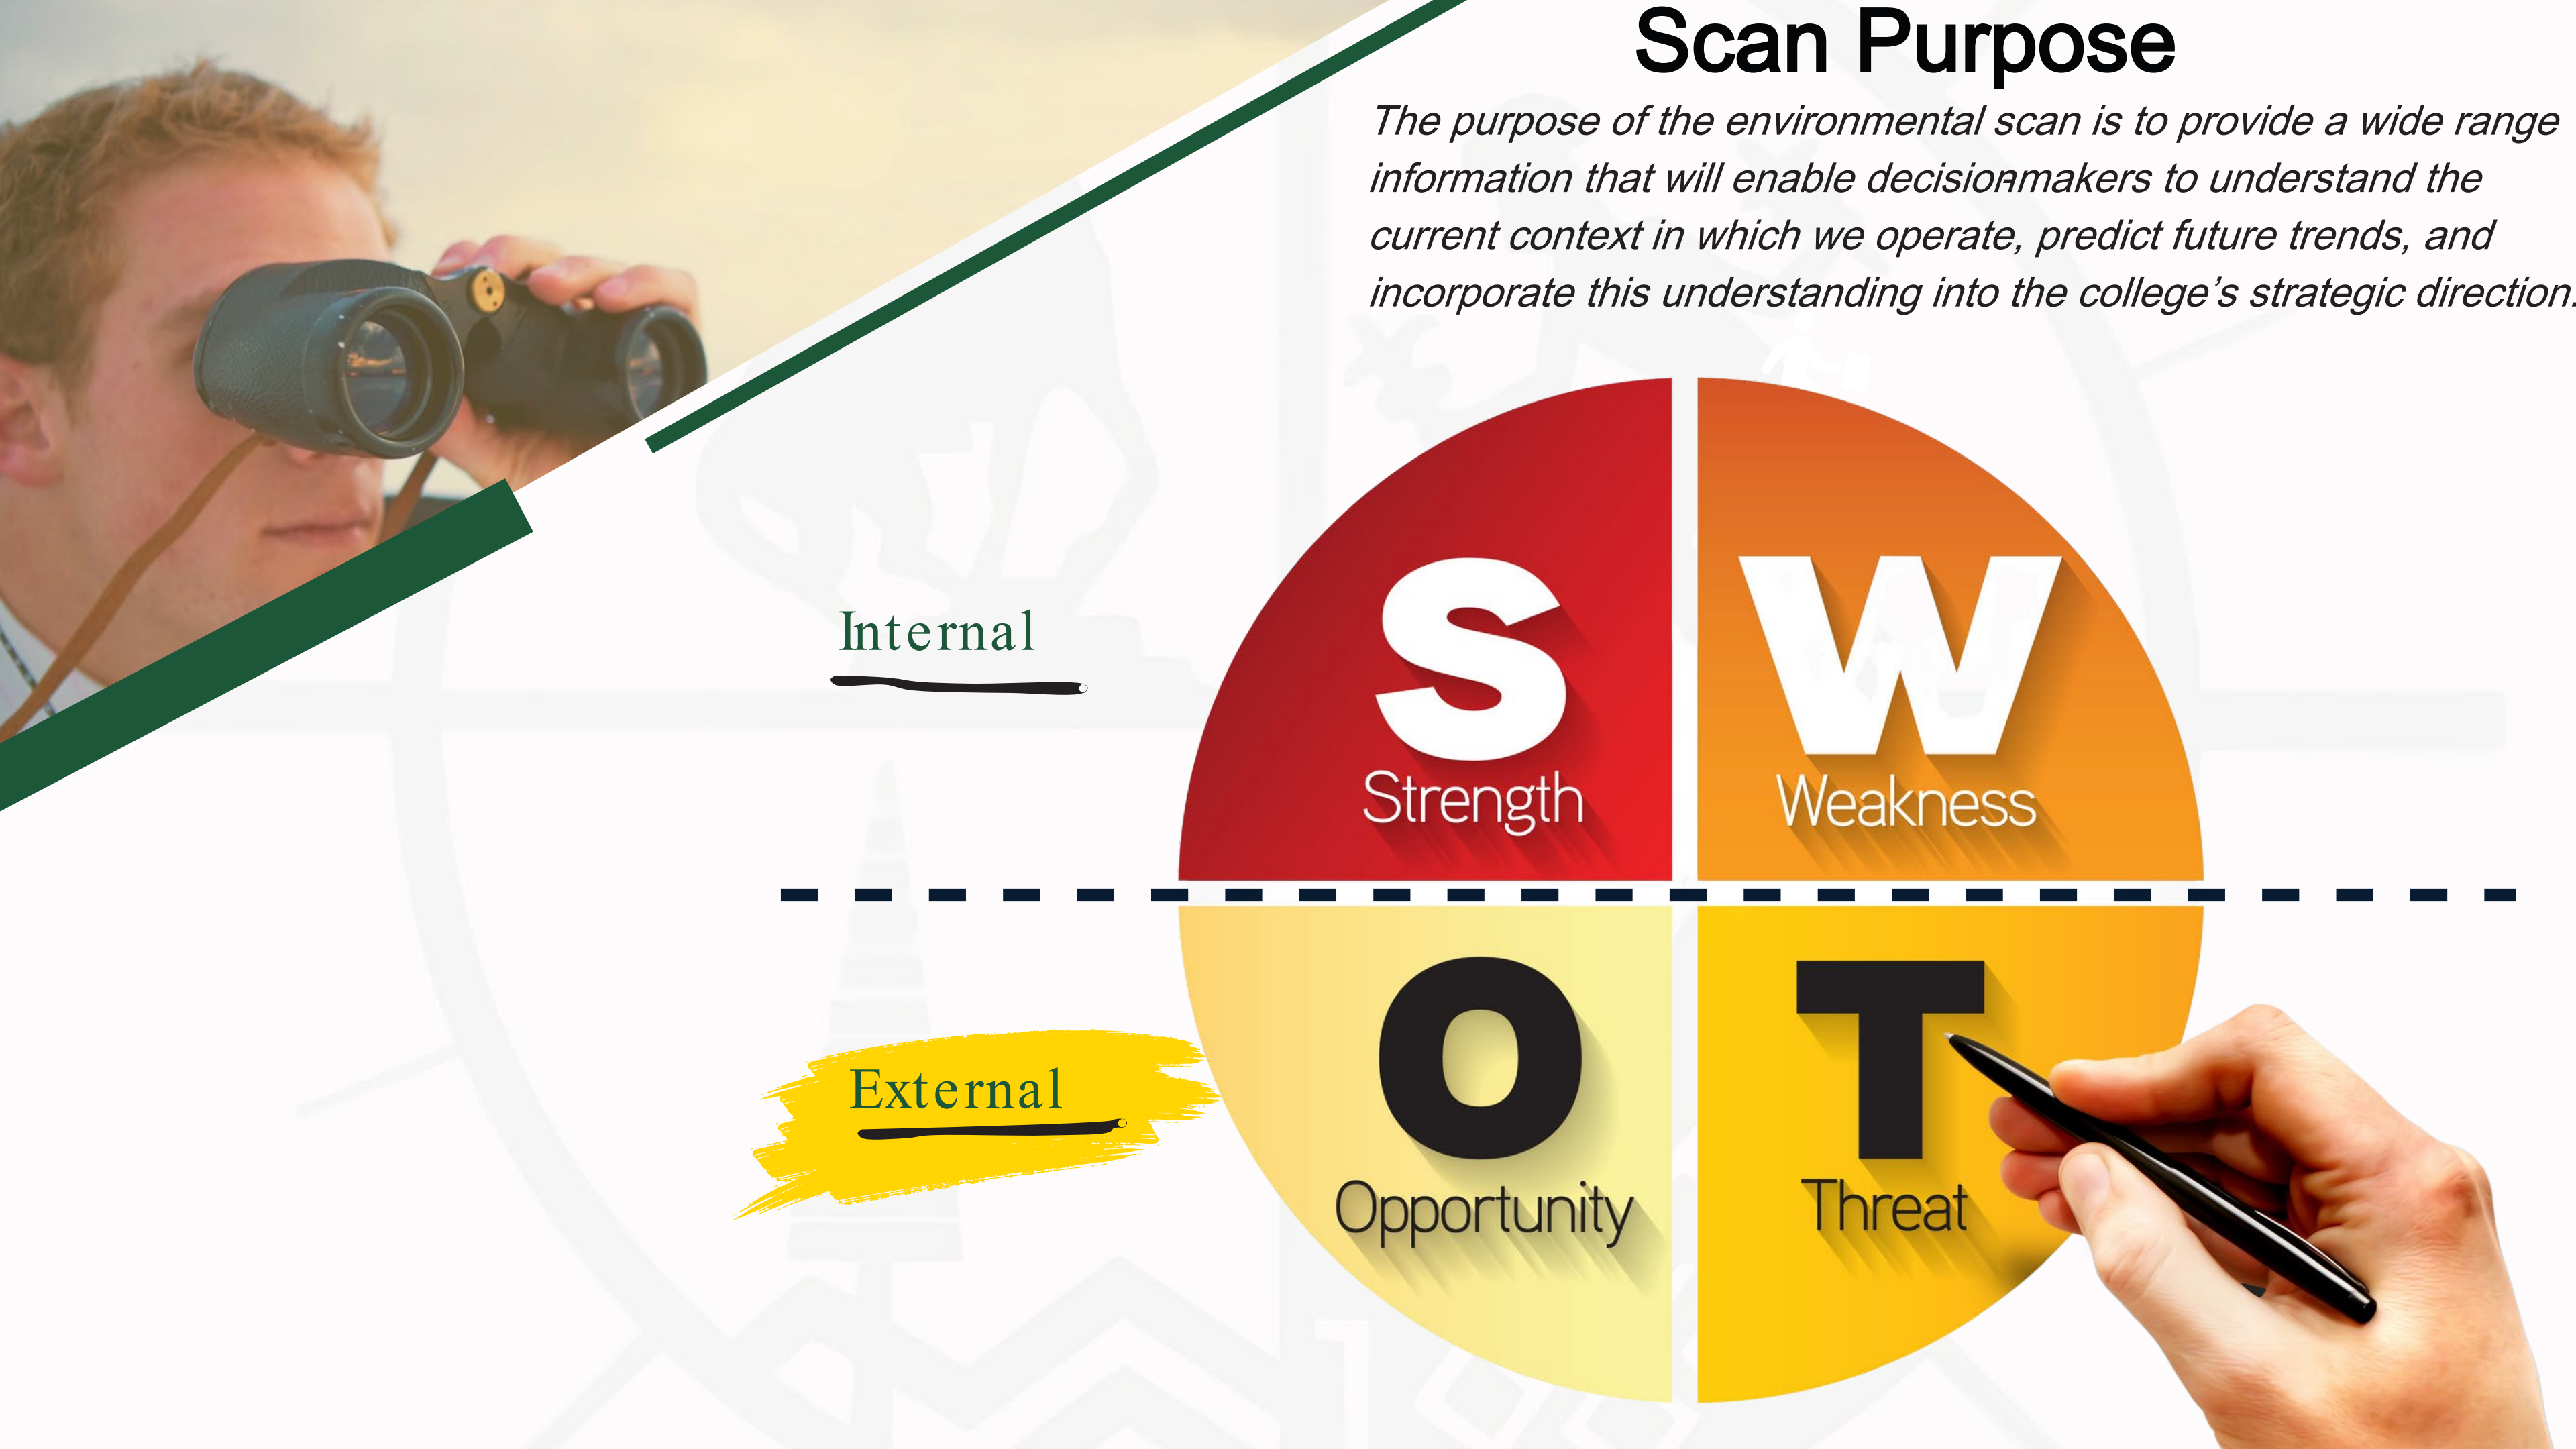 Scan Purpose
The purpose of the environmental scan is to provide a wide range
information that will enable decision-makers to understand the
current context in which we operate, predict future trends, and
incorporate this understanding into the college’s strategic direction.
Internal
S
Strength
W
Weakness
External
O
Opportunity
T
Threat